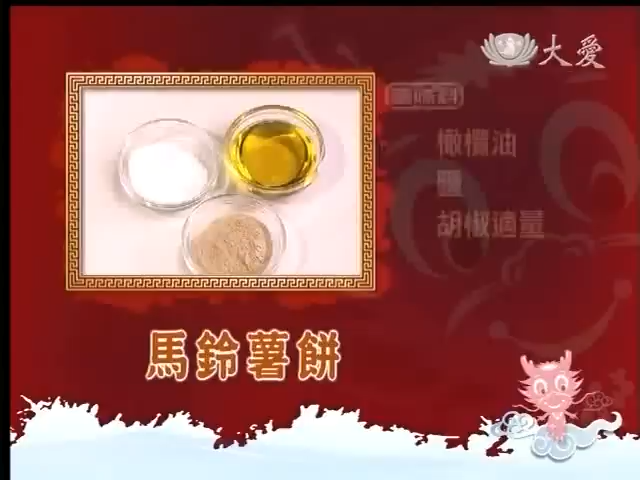 大愛
調味料
橄欖油
鹽
胡椒適量
馬鈴薯餅